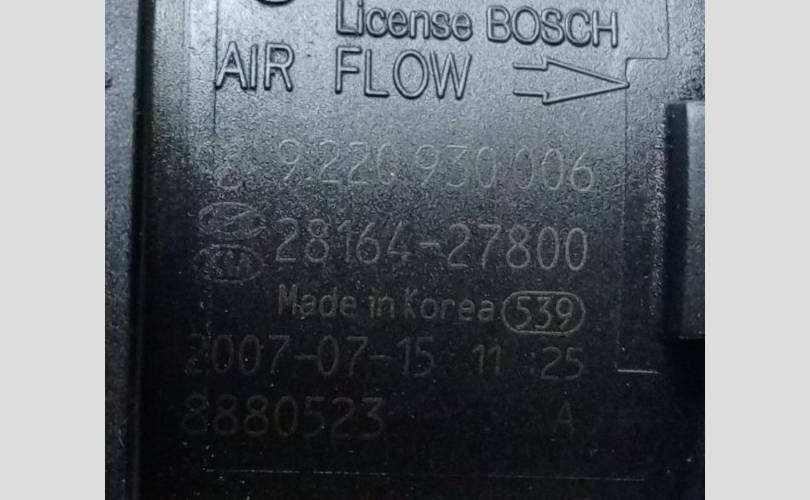 License BOSCH
AIR FLOW
9 220 930 006
28164-27800
KIA
Made in Korea 539
2007-07-15 11:25
8880523 A